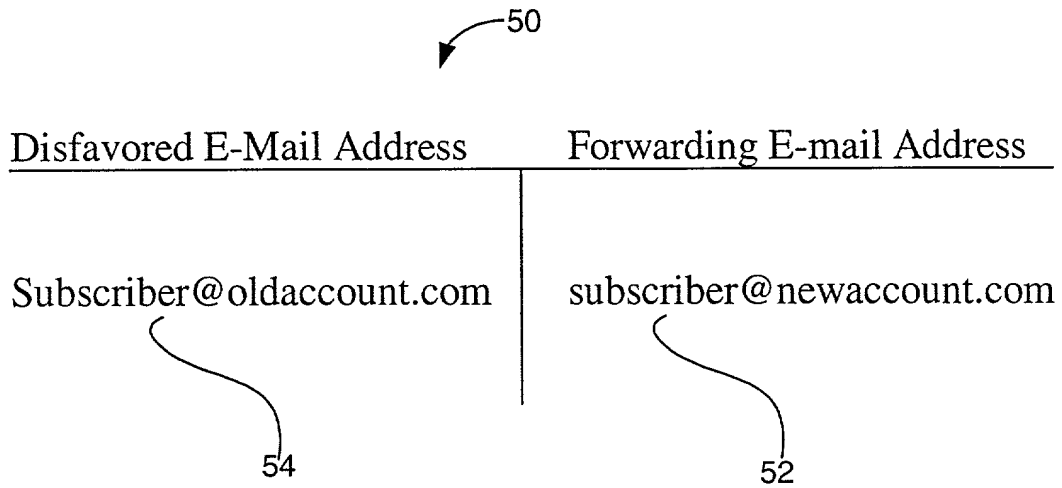 50
Disfavored E-Mail Address Forwarding E-mail Address
Subscriber@oldaccount.com subscriber@newaccount.com
54 52